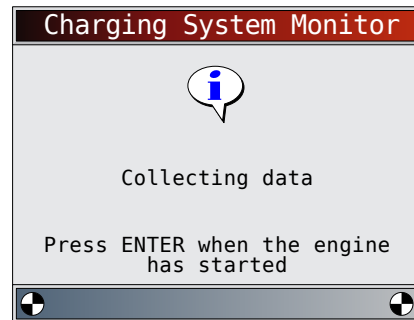 Charging System Monitor
i
Collecting data
Press ENTER when the engine
has started